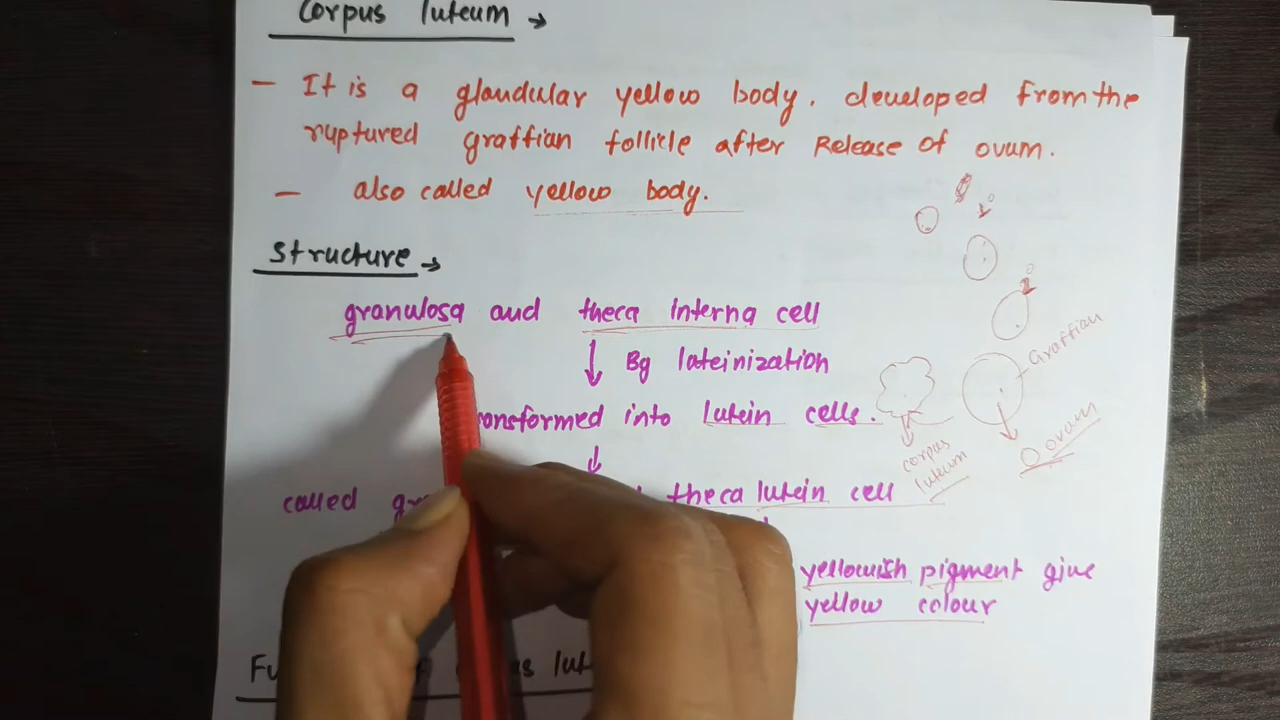 Corpus luteum →
- It is a glandular yellow body. developed from the
ruptured graffian follicle after Release of ovum.
- also called yellow body.
Structure →
granulosa and theca interna cell
↓ By lateinization
into lutein cells.
↓
called theca lutein cell
yellowish pigment give
yellow colour
Graffian
ovum
corpus
luteum